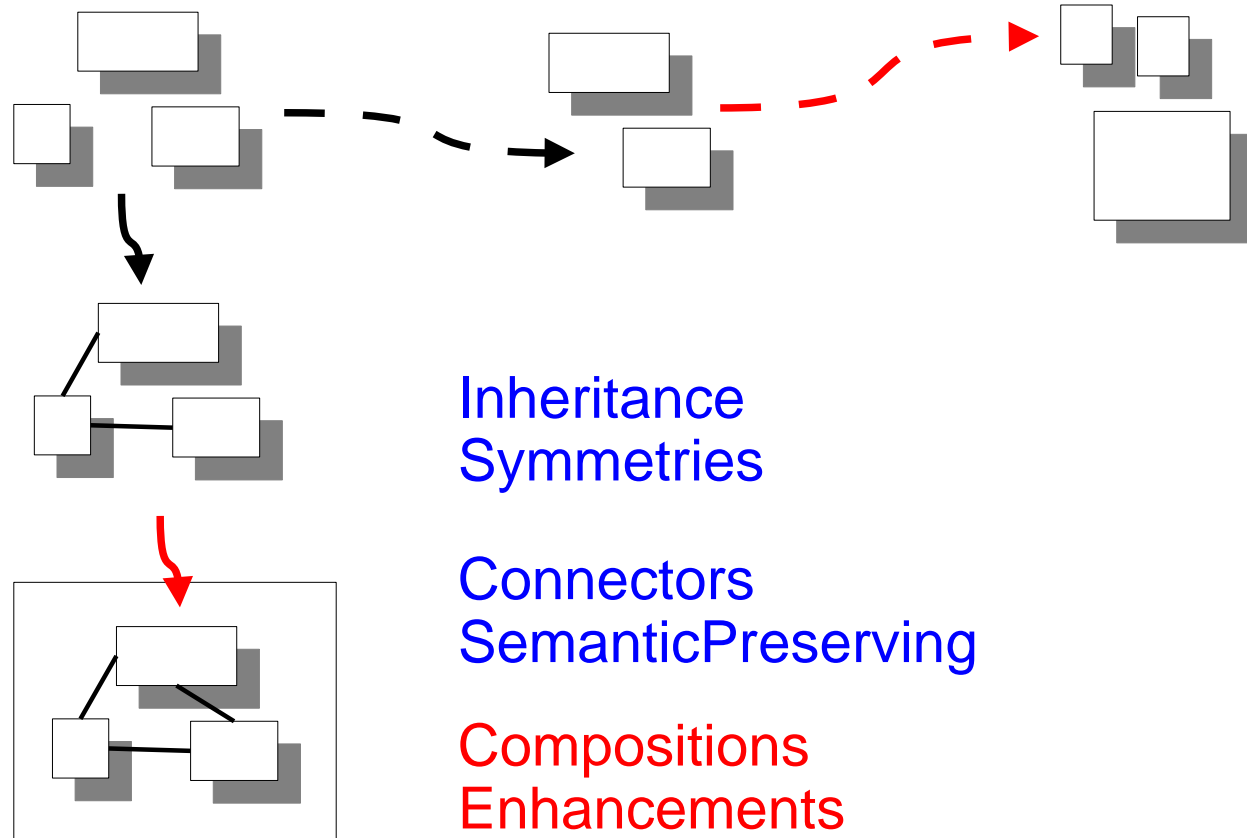 Inheritance
Symmetries
Connectors
SemanticPreserving
Compositions
Enhancements